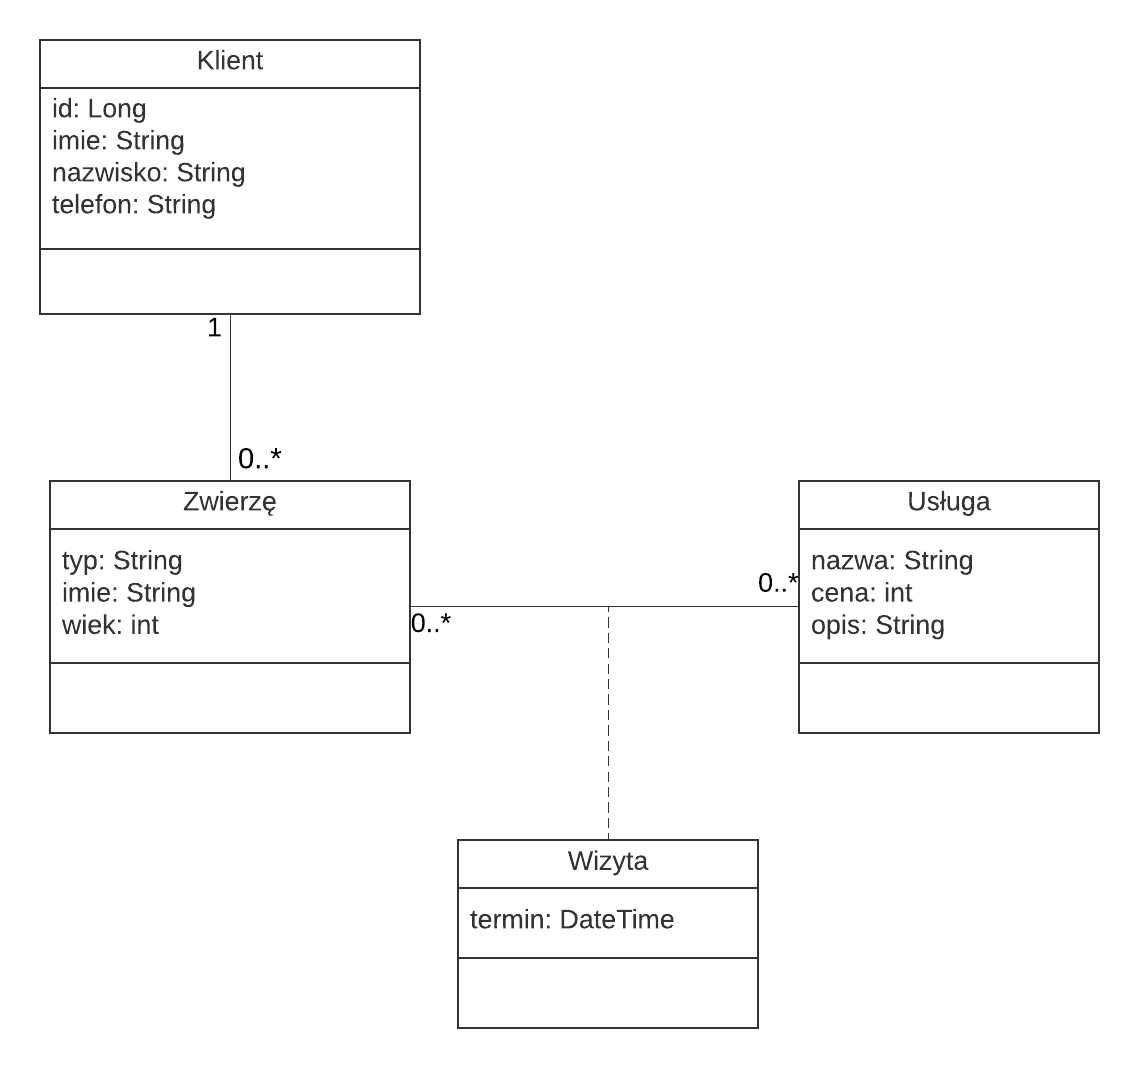 Klient
id: Long
imie: String
nazwisko: String
telefon: String
1
0..*
Zwierzę
typ: String
imie: String
wiek: int
0..*
0..*
Usługa
nazwa: String
cena: int
opis: String
Wizyta
termin: DateTime